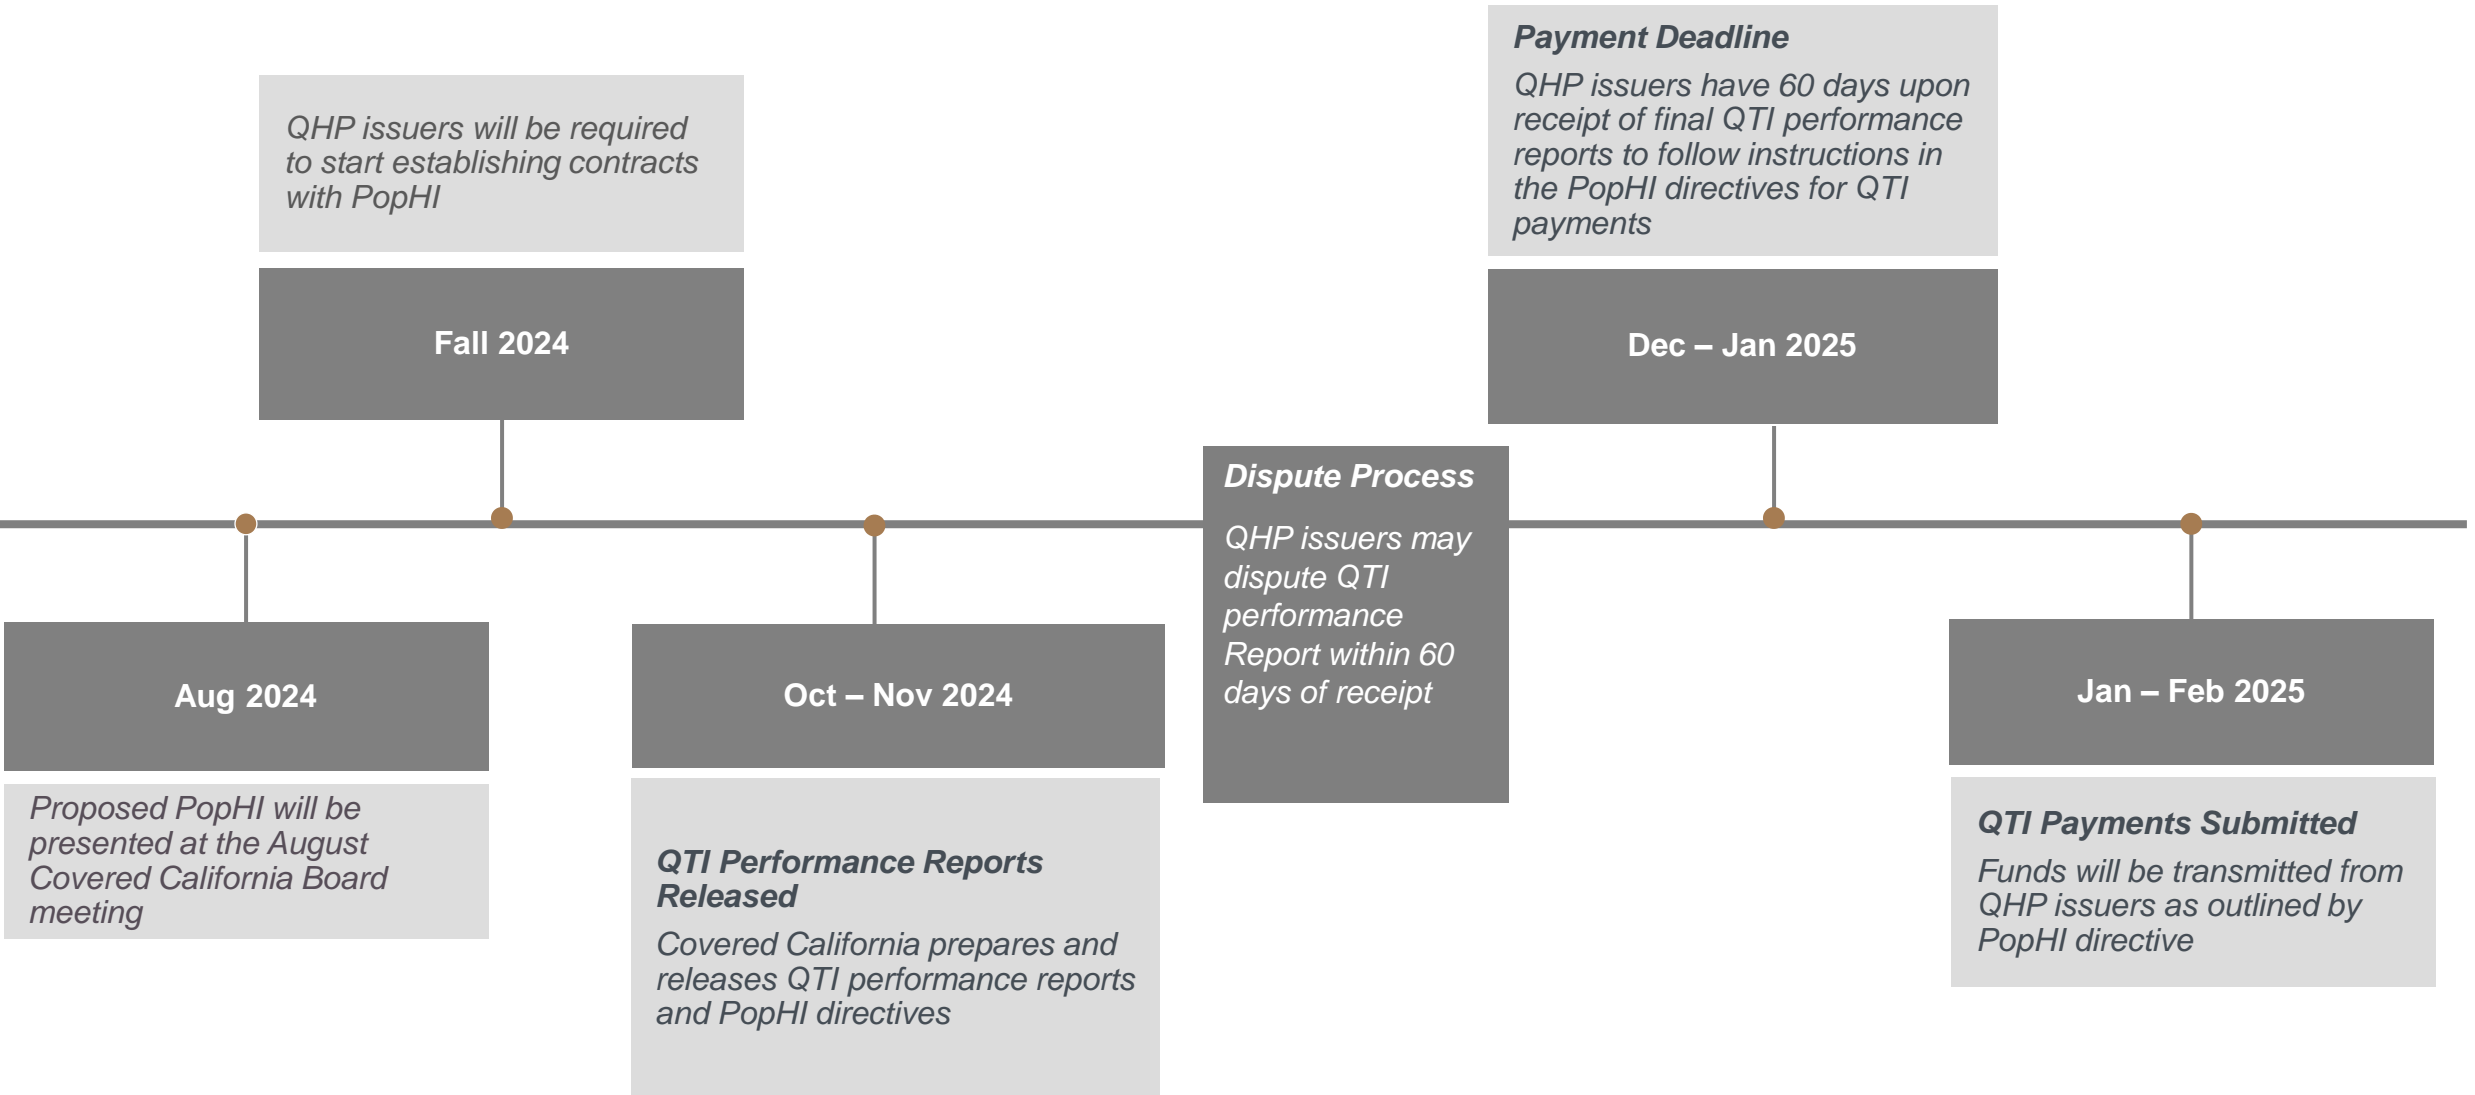 QHP issuers will be required
to start establishing contracts
with PopHI
Fall 2024
Aug 2024
Proposed PopHI will be
presented at the August
Covered California Board
meeting
Oct – Nov 2024
QTI Performance Reports
Released
Covered California prepares and
releases QTI performance reports
and PopHI directives
Dispute Process
QHP issuers may
dispute QTI
performance
Report within 60
days of receipt
Payment Deadline
QHP issuers have 60 days upon
receipt of final QTI performance
reports to follow instructions in
the PopHI directives for QTI
payments
Dec – Jan 2025
Jan – Feb 2025
QTI Payments Submitted
Funds will be transmitted from
QHP issuers as outlined by
PopHI directive